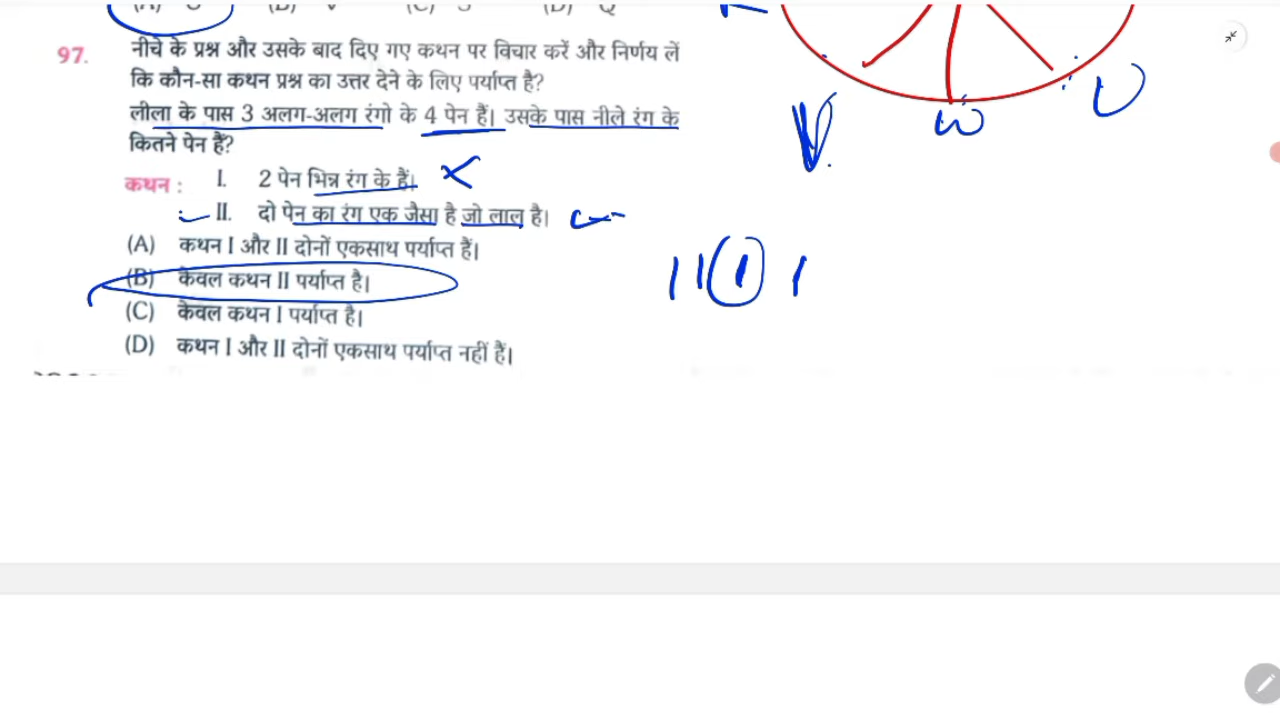 97. नीचे के प्रश्न और उसके बाद दिए गए कथन पर विचार करें और निर्णय लें
कि कौन-सा कथन प्रश्न का उत्तर देने के लिए पर्याप्त है?
लीला के पास 3 अलग-अलग रंगो के 4 पेन हैं। उसके पास नीले रंग के
कितने पेन हैं?
कथन : I. 2 पेन भिन्न रंग के हैं।
II. दो पेन का रंग एक जैसा है जो लाल है।
(A) कथन I और II दोनों एकसाथ पर्याप्त हैं।
(B) केवल कथन II पर्याप्त है।
(C) केवल कथन I पर्याप्त है।
(D) कथन I और II दोनों एकसाथ पर्याप्त नहीं हैं।
V W U